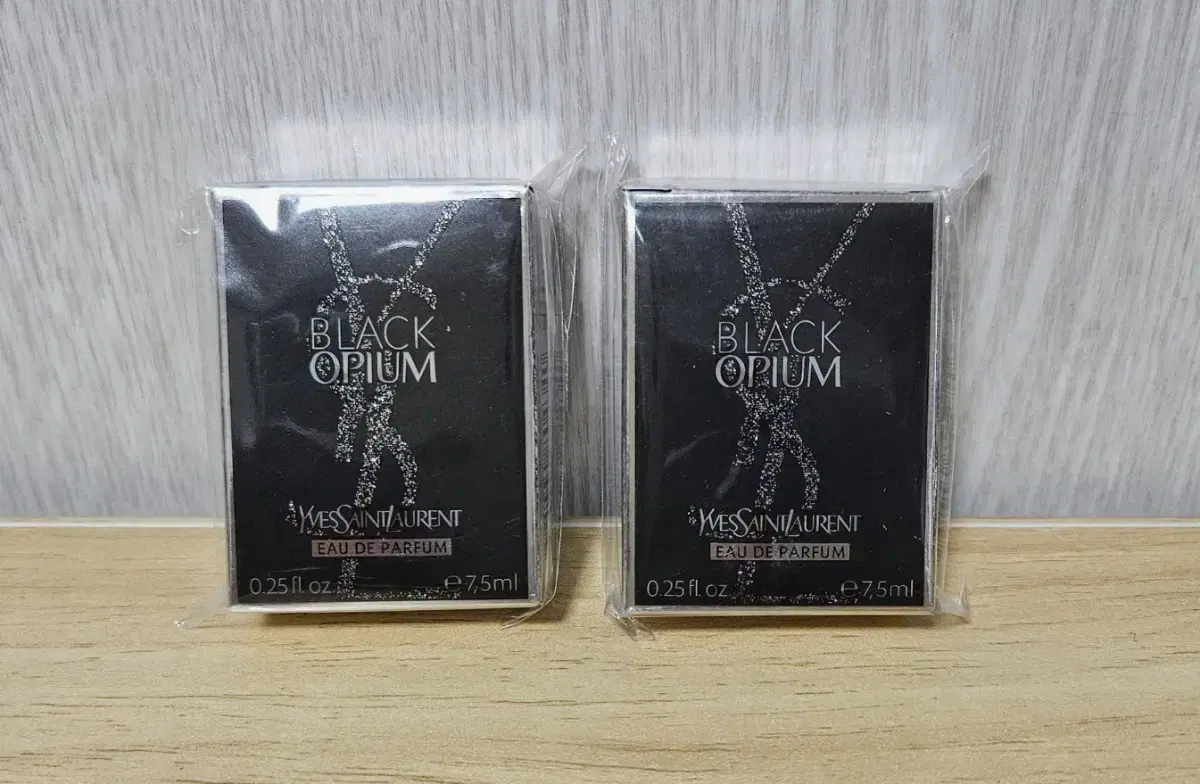 BLACK
OPIUM
YVESSAINTLAURENT
EAU DE PARFUM
0.25 fl. oz. ℮ 7,5ml
BLACK
OPIUM
YVESSAINTLAURENT
EAU DE PARFUM
0.25 fl. oz. ℮ 7,5ml